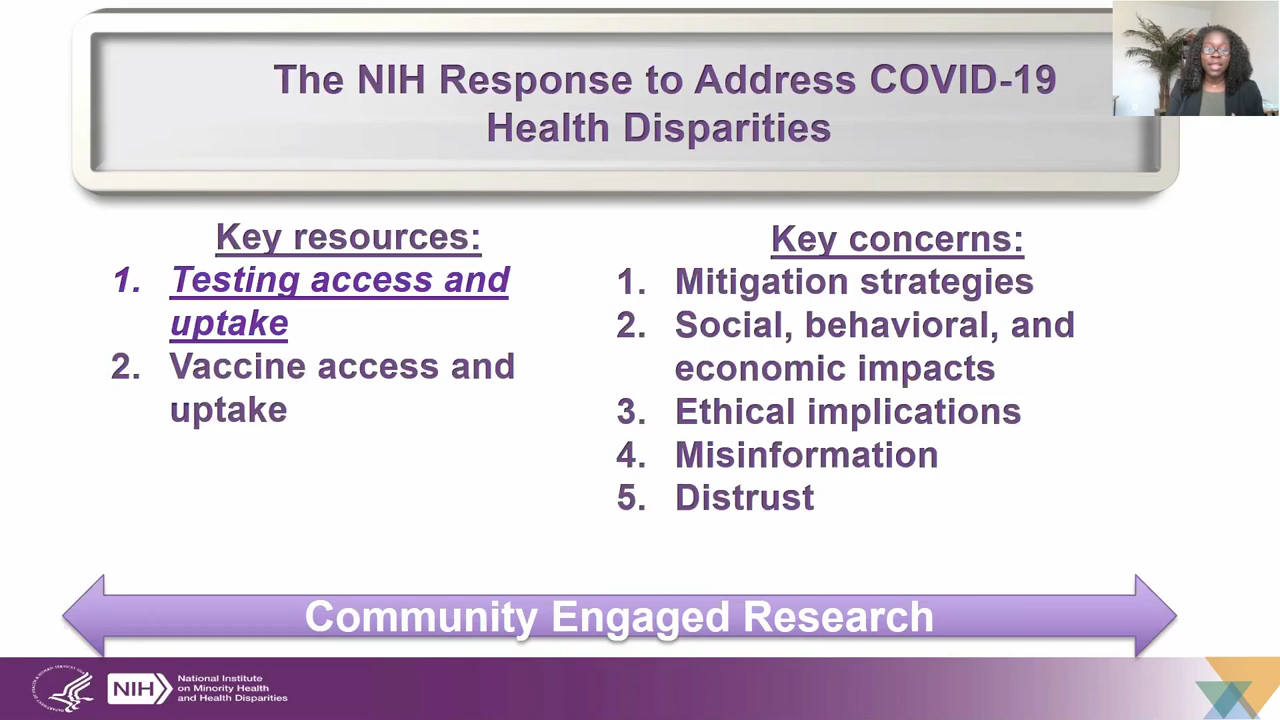 The NIH Response to Address COVID-19
Health Disparities
Key resources:
1. Testing access and
uptake
2. Vaccine access and
uptake
Key concerns:
1. Mitigation strategies
2. Social, behavioral, and
economic impacts
3. Ethical implications
4. Misinformation
5. Distrust
Community Engaged Research
NIH
National Institute
on Minority Health
and Health Disparities